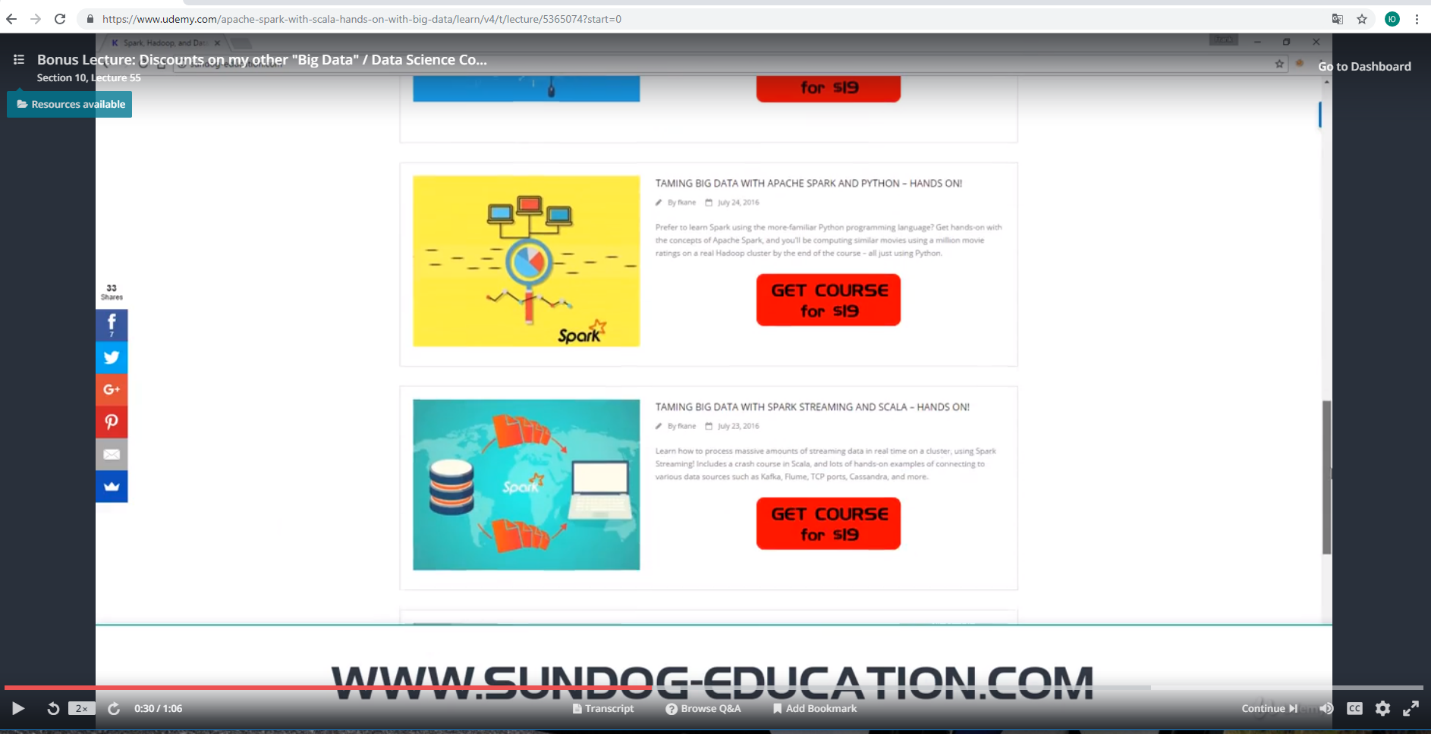 https://www.udemy.com/apache-spark-with-scala-hands-on-with-big-data/learn/v4/t/lecture/5365074?start=0
Ю
Bonus Lecture: Discounts on my other "Big Data" / Data Science Co...
Section 10, Lecture 55
Go to Dashboard
Resources available
for $19
TAMING BIG DATA WITH APACHE SPARK AND PYTHON – HANDS ON!
By fkane July 24, 2016
Prefer to learn Spark using the more-familiar Python programming language? Get hands-on with
the concepts of Apache Spark, and you'll be computing similar movies using a million movie
ratings on a real Hadoop cluster by the end of the course – all just using Python.
GET COURSE
for $19
Spark
33
Shares
7
TAMING BIG DATA WITH SPARK STREAMING AND SCALA – HANDS ON!
By fkane July 23, 2016
Learn how to process massive amounts of streaming data in real time on a cluster, using Spark
Streaming! Includes a crash course in Scala, and lots of hands-on examples of connecting to
various data sources such as Kafka, Flume, TCP ports, Cassandra, and more.
Spark
GET COURSE
for $19
WWW.SUNDOG-EDUCATION.COM
2×
0:30 / 1:06
Transcript
Browse Q&A
Add Bookmark
Continue
CC